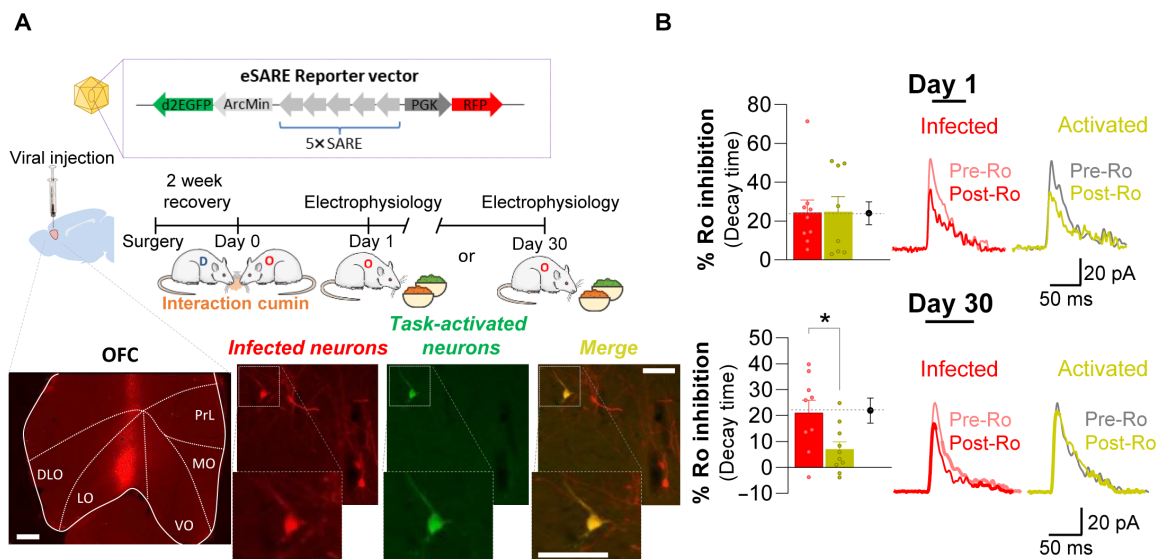 A
eSARE Reporter vector
d2EGFP
ArcMin
PGK
RFP
5× SARE
Viral injection
2 week
recovery
Electrophysiology
Electrophysiology
Surgery
Day 0
Day 1
Day 30
or
D
O
O
O
Interaction cumin
OFC
Infected neurons
Task-activated
neurons
Merge
PrL
MO
DLO
LO
VO
B
Day 1
% Ro inhibition
(Decay time)
80
60
40
20
0
Infected
Activated
Pre-Ro
Post-Ro
Pre-Ro
Post-Ro
20 pA
50 ms
Day 30
% Ro inhibition
(Decay time)
50
40
30
20
10
0
−10
*
Infected
Activated
Pre-Ro
Post-Ro
Pre-Ro
Post-Ro
20 pA
50 ms